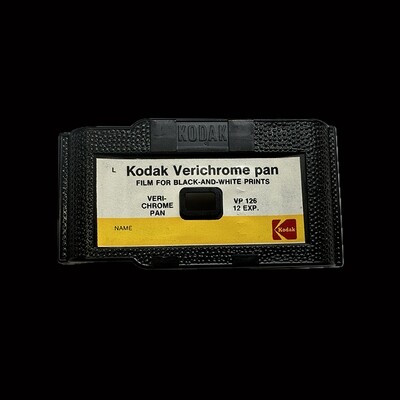 KODAK
L Kodak Verichrome pan
FILM FOR BLACK-AND-WHITE PRINTS
VERI-
CHROME
PAN
VP 126
12 EXP.
NAME
Kodak